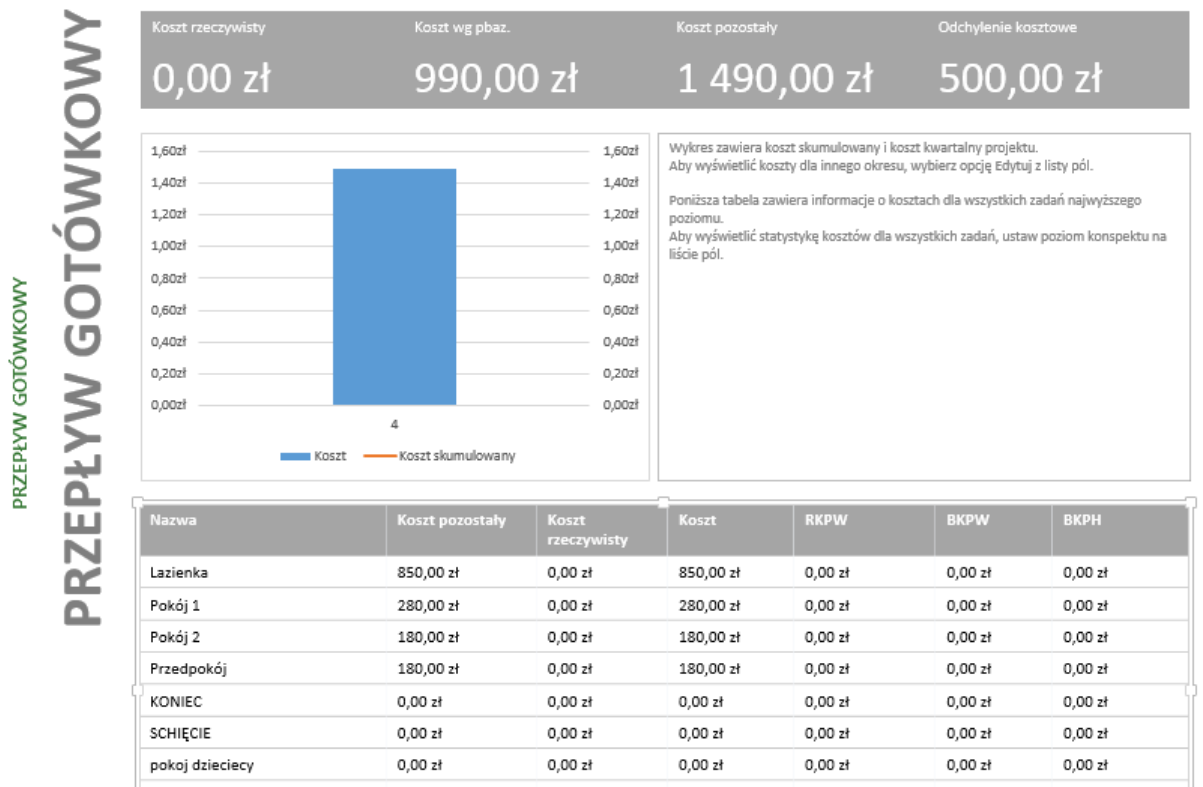 PRZEPŁYW GOTÓWKOWY
PRZEPŁYW GOTÓWKOWY
Koszt rzeczywisty Koszt wg pbaz. Koszt pozostały Odchylenie kosztowe
0,00 zł 990,00 zł 1 490,00 zł 500,00 zł
1,60zł 1,60zł
1,40zł 1,40zł
1,20zł 1,20zł
1,00zł 1,00zł
0,80zł 0,80zł
0,60zł 0,60zł
0,40zł 0,40zł
0,20zł 0,20zł
0,00zł 0,00zł
4
Koszt Koszt skumulowany
Wykres zawiera koszt skumulowany i koszt kwartalny projektu.
Aby wyświetlić koszty dla innego okresu, wybierz opcję Edytuj z listy pól.
Poniższa tabela zawiera informacje o kosztach dla wszystkich zadań najwyższego
poziomu.
Aby wyświetlić statystykę kosztów dla wszystkich zadań, ustaw poziom konspektu na
liście pól.
Nazwa Koszt pozostały Koszt Koszt RKPW BKPW BKPH
rzeczywisty
Lazienka 850,00 zł 0,00 zł 850,00 zł 0,00 zł 0,00 zł 0,00 zł
Pokój 1 280,00 zł 0,00 zł 280,00 zł 0,00 zł 0,00 zł 0,00 zł
Pokój 2 180,00 zł 0,00 zł 180,00 zł 0,00 zł 0,00 zł 0,00 zł
Przedpokój 180,00 zł 0,00 zł 180,00 zł 0,00 zł 0,00 zł 0,00 zł
KONIEC 0,00 zł 0,00 zł 0,00 zł 0,00 zł 0,00 zł 0,00 zł
SCHIĘCIE 0,00 zł 0,00 zł 0,00 zł 0,00 zł 0,00 zł 0,00 zł
pokoj dzieciecy 0,00 zł 0,00 zł 0,00 zł 0,00 zł 0,00 zł 0,00 zł